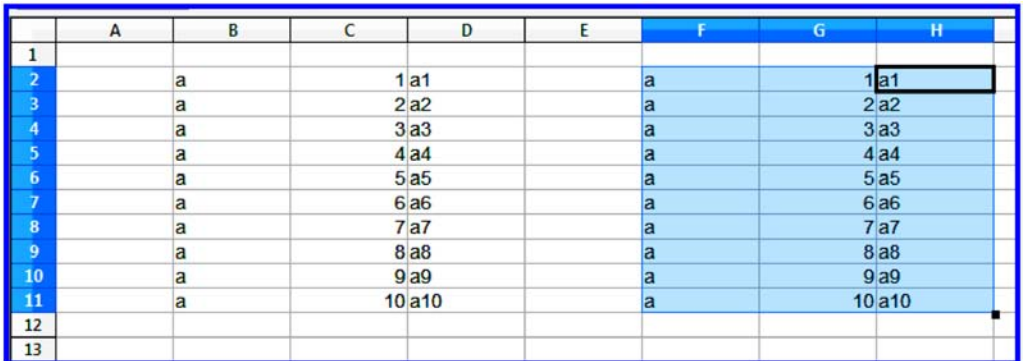 A B C D E F G H
1
2 a 1 a1 a 1 a1
3 a 2 a2 a 2 a2
4 a 3 a3 a 3 a3
5 a 4 a4 a 4 a4
6 a 5 a5 a 5 a5
7 a 6 a6 a 6 a6
8 a 7 a7 a 7 a7
9 a 8 a8 a 8 a8
10 a 9 a9 a 9 a9
11 a 10 a10 a 10 a10
12
13